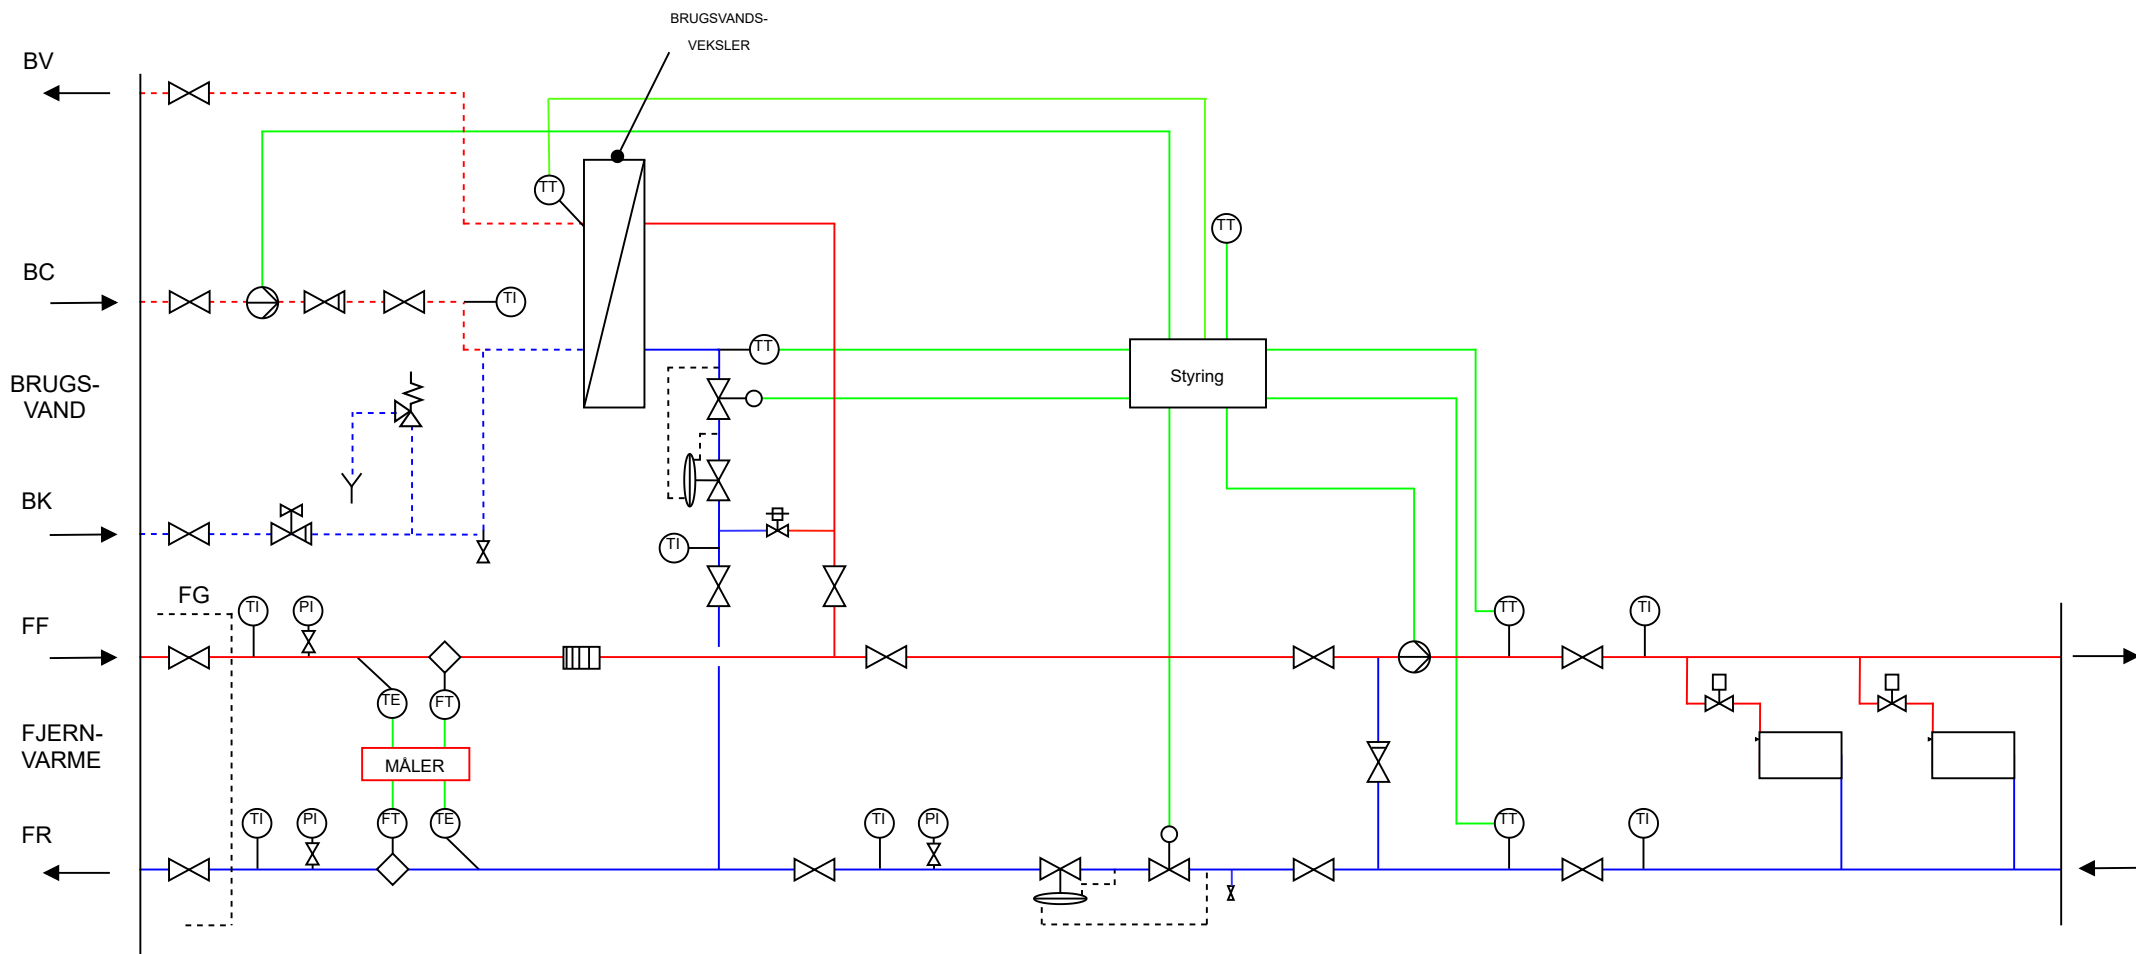 BRUGSVANDS-
VEKSLER
BV
TT
TT
BC
TI
TT
Styring
BRUGS-
VAND
BK
TI
FG
TI
PI
TT
TI
FF
TE
FT
FJERN-
VARME
MÅLER
FR
TI
PI
FT
TE
TI
PI
TT
TI